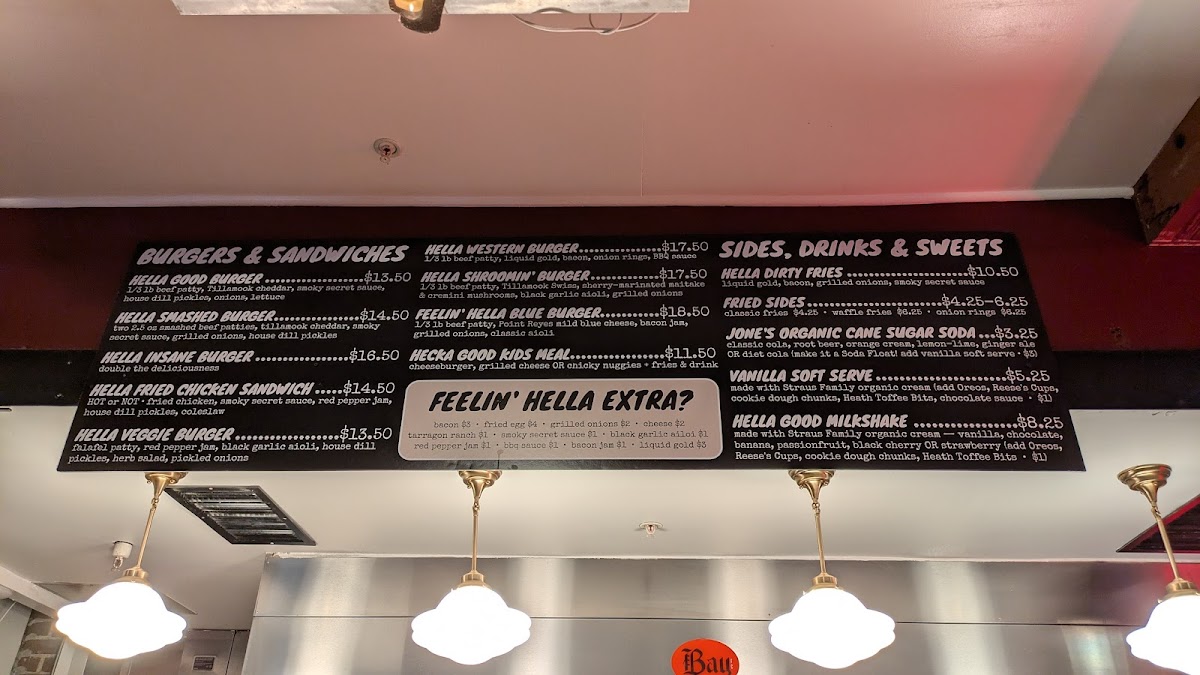 BURGERS & SANDWICHES
HELLA GOOD BURGER ..................$13.50
1/3 lb beef patty, tillamook cheddar, smoky secret sauce,
house dill pickles, onions, lettuce
HELLA SMASHED BURGER..............$14.50
two 2.5 oz smashed beef patties, tillamook cheddar, smoky
secret sauce, grilled onions, house dill pickles
HELLA INSANE BURGER ..................$16.50
double the deliciousness
HELLA FRIED CHICKEN SANDWICH .....$14.50
HOT or NOT • fried chicken, smoky secret sauce, red pepper jam,
house dill pickles, coleslaw
HELLA VEGGIE BURGER ...................$13.50
falafel patty, red pepper jam, black garlic aioli, house dill
pickles, herb salad, pickled onions
HELLA WESTERN BURGER..............$17.50
1/3 lb beef patty, liquid gold, bacon, onion rings, BBQ sauce
HELLA SHROOMIN' BURGER............$17.50
1/3 lb beef patty, Tillamook Swiss, sherry-marinated maitake
& cremini mushrooms, black garlic aioli, grilled onions
FEELIN' HELLA BLUE BURGER..........$18.50
1/3 lb beef patty, Point Reyes mild blue cheese, bacon jam,
grilled onions, classic aioli
HECKA GOOD KIDS MEAL................$11.50
cheeseburger, grilled cheese OR chicky nuggies + fries & drink
FEELIN' HELLA EXTRA?
bacon $3 • fried egg $4 • grilled onions $2 • cheese $2
tarragon ranch $1 • smoky secret sauce $1 • black garlic ailoi $1
red pepper jam $1 • bbq sauce $1 • bacon jam $1 • liquid gold $3
SIDES, DRINKS & SWEETS
HELLA DIRTY FRIES .....................$10.50
liquid gold, bacon, grilled onions, smoky secret sauce
FRIED SIDES .......................$4.25-6.25
classic fries $4.25 • waffle fries $6.25 • onion rings $6.25
JONE'S ORGANIC CANE SUGAR SODA ...$3.25
classic cola, root beer, orange cream, lemon-lime, ginger ale
OR diet cola (make it a Soda Float! add vanilla soft serve • $3)
VANILLA SOFT SERVE ......................$5.25
made with Straus Family organic cream (add Oreos, Reese's Cups,
cookie dough chunks, Heath Toffee Bits, chocolate sauce • $1)
HELLA GOOD MILKSHAKE ..................$8.25
made with Straus Family organic cream — vanilla, chocolate,
banana, passionfruit, black cherry OR strawberry (add Oreos,
Reese's Cups, cookie dough chunks, Heath Toffee Bits • $1)
Bay